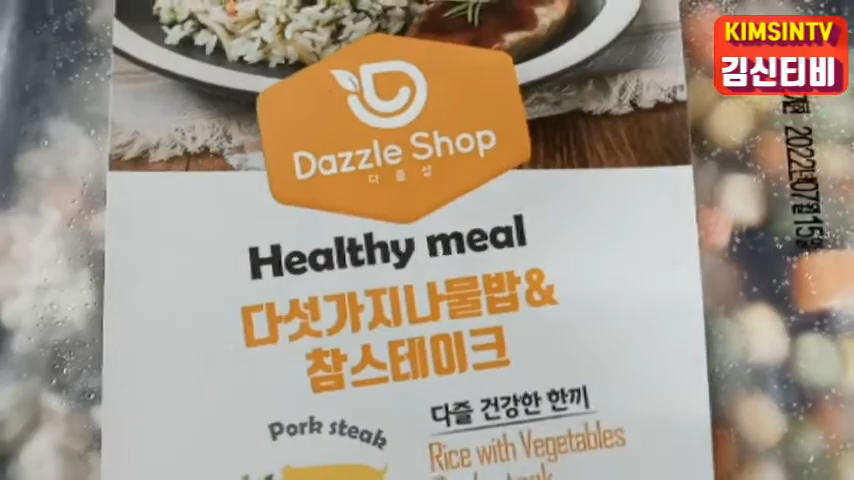 KIMSINTV
김신티비
2022년07월15일
Dazzle Shop
다즐샵
Healthy meal
다섯가지나물밥&
참스테이크
다즐 건강한 한끼
Pork steak
Rice with Vegetables